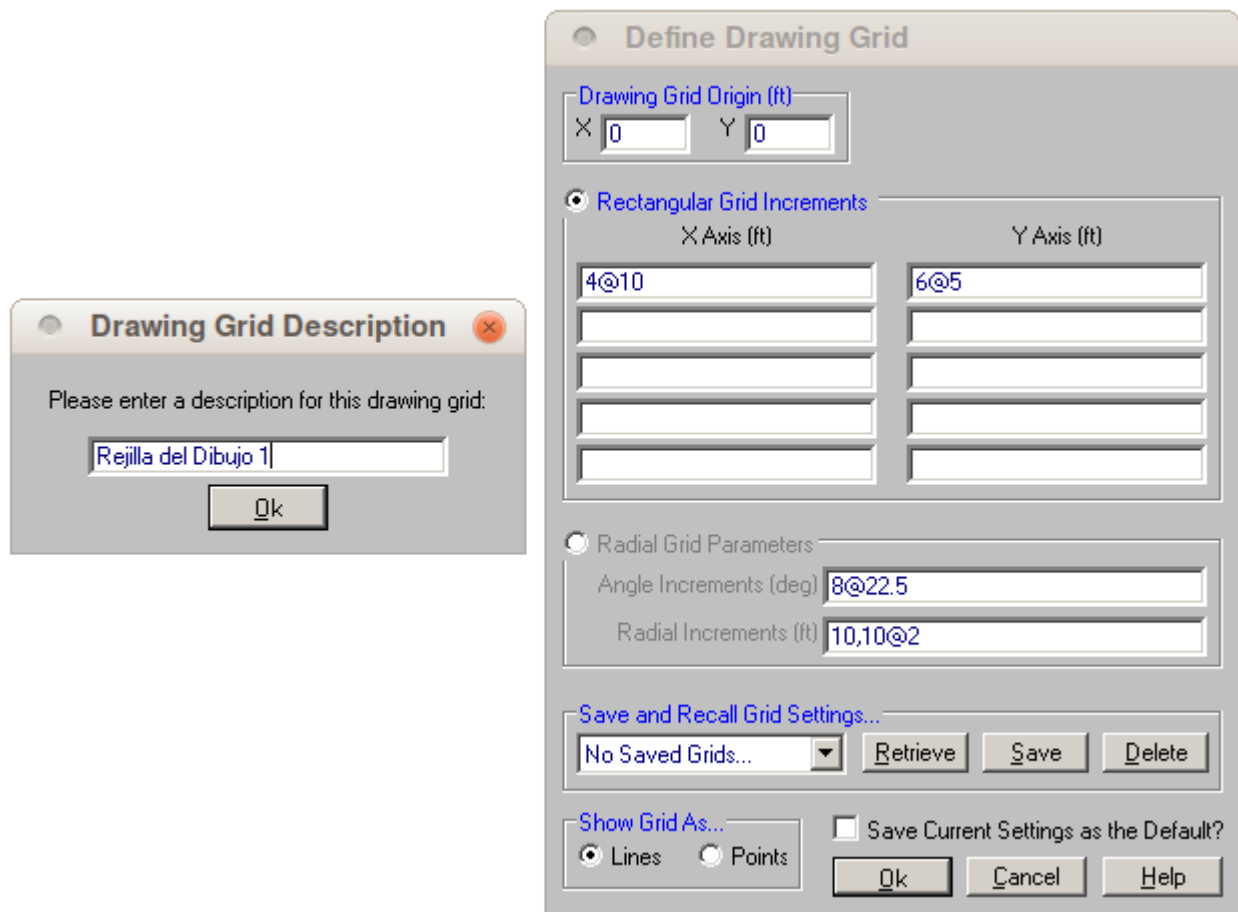 Drawing Grid Description
Please enter a description for this drawing grid:
Rejilla del Dibujo 1
Ok
Define Drawing Grid
Drawing Grid Origin (ft)
X 0 Y 0
Rectangular Grid Increments
X Axis (ft) Y Axis (ft)
4@10 6@5
Radial Grid Parameters
Angle Increments (deg) 8@22.5
Radial Increments (ft) 10,10@2
Save and Recall Grid Settings...
No Saved Grids... Retrieve Save Delete
Show Grid As...
Lines Points
Save Current Settings as the Default?
Ok Cancel Help